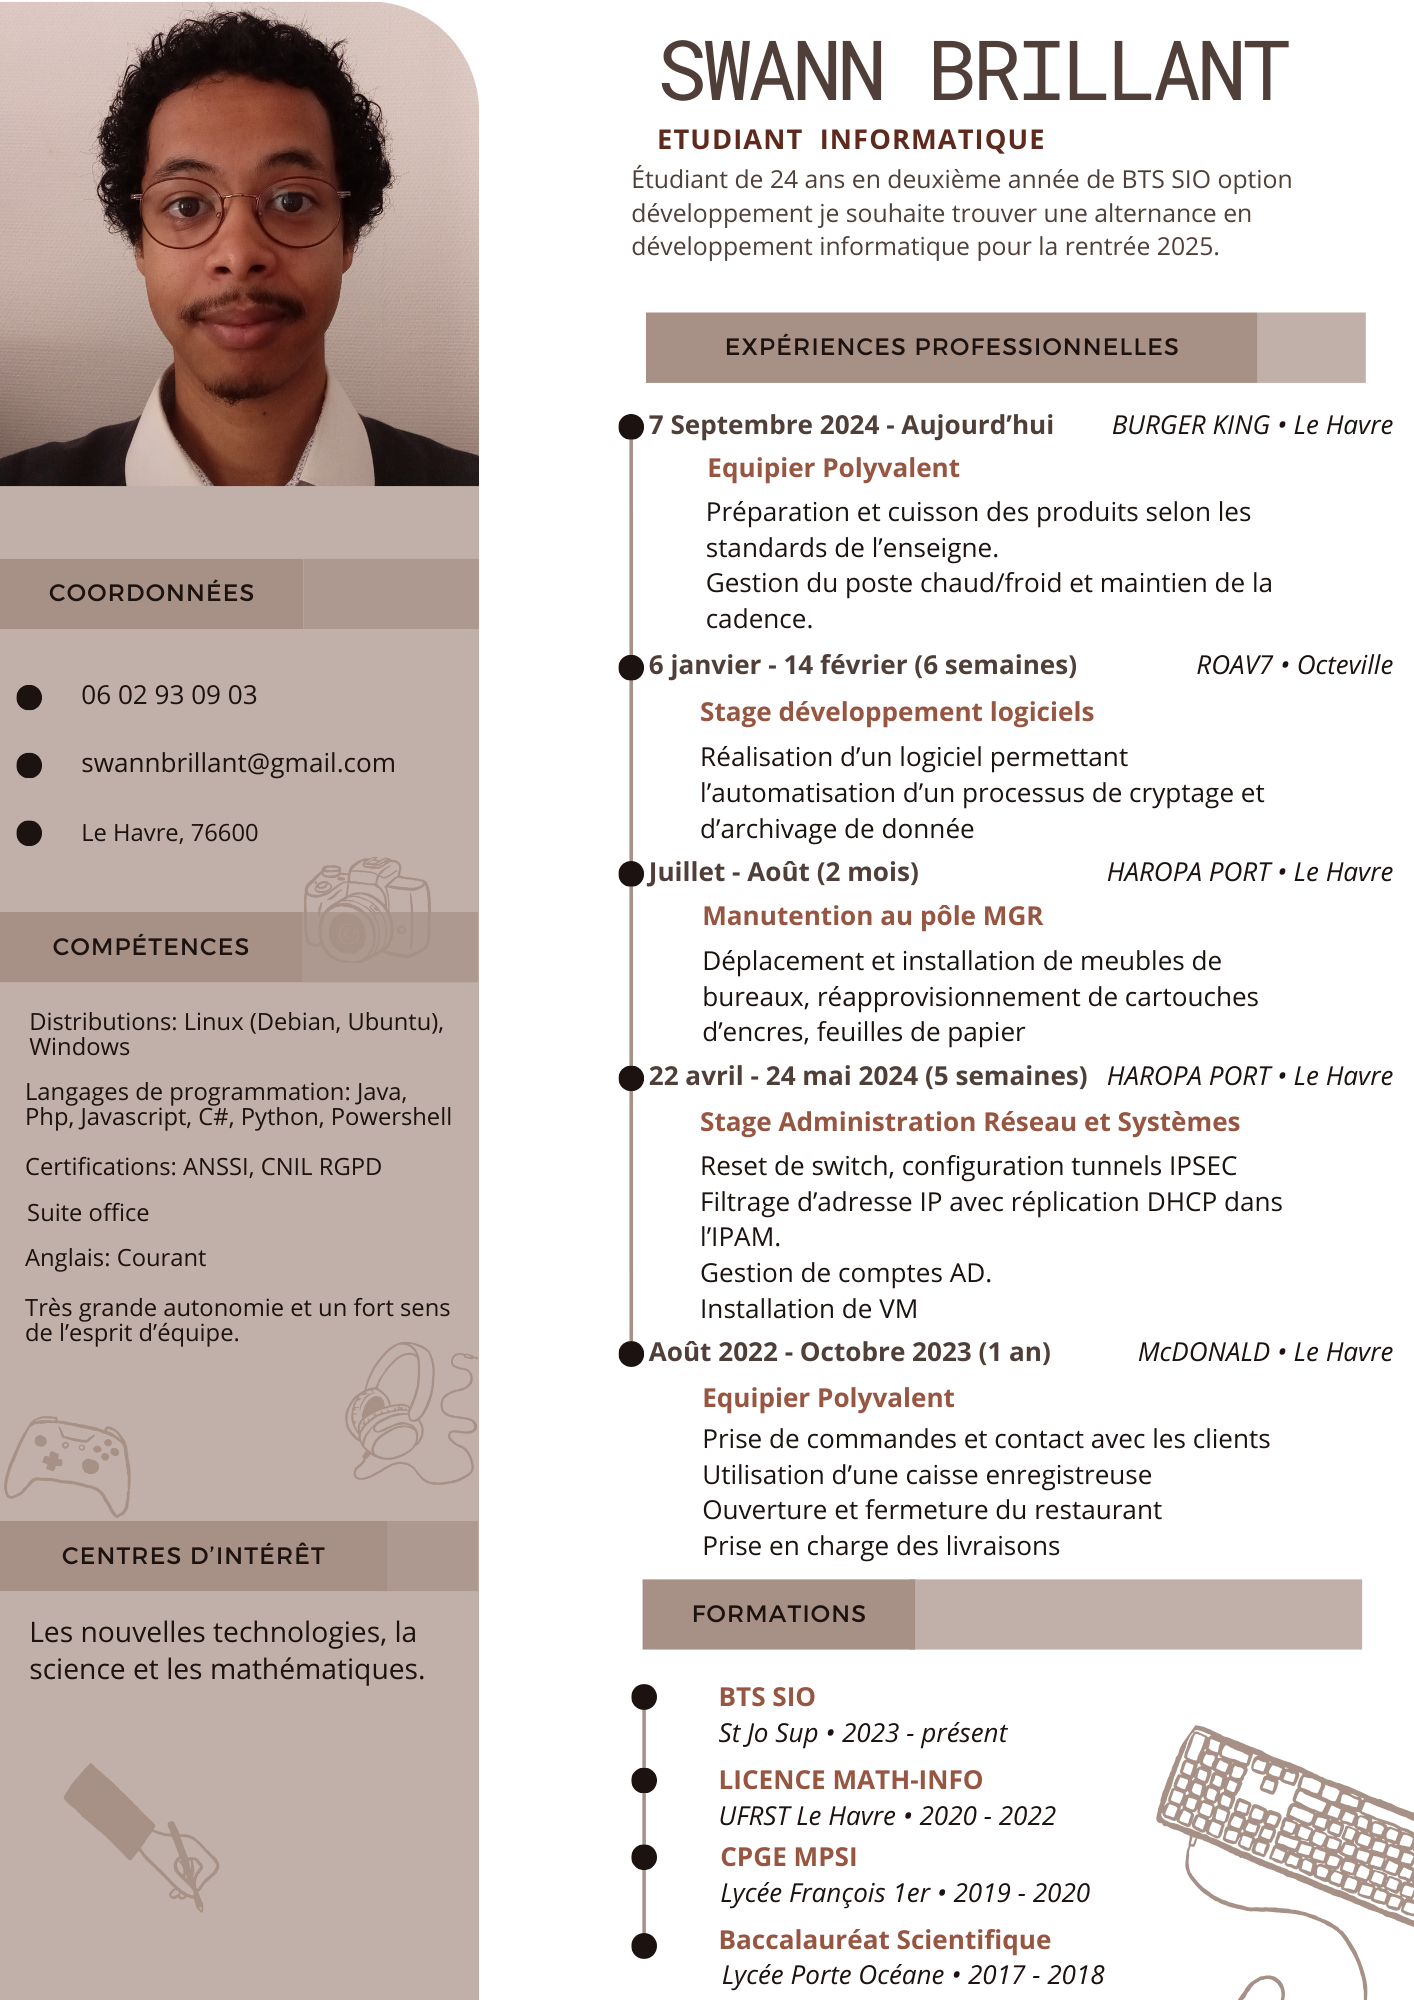 SWANN BRILLANT
ETUDIANT INFORMATIQUE
Étudiant de 24 ans en deuxième année de BTS SIO option
développement je souhaite trouver une alternance en
développement informatique pour la rentrée 2025.
COORDONNÉES
06 02 93 09 03
swannbrillant@gmail.com
Le Havre, 76600
COMPÉTENCES
Distributions: Linux (Debian, Ubuntu),
Windows
Langages de programmation: Java,
Php, Javascript, C#, Python, Powershell
Certifications: ANSSI, CNIL RGPD
Suite office
Anglais: Courant
Très grande autonomie et un fort sens
de l’esprit d’équipe.
CENTRES D’INTÉRÊT
Les nouvelles technologies, la
science et les mathématiques.
EXPÉRIENCES PROFESSIONNELLES
7 Septembre 2024 - Aujourd’hui BURGER KING • Le Havre
Equipier Polyvalent
Préparation et cuisson des produits selon les
standards de l’enseigne.
Gestion du poste chaud/froid et maintien de la
cadence.
6 janvier - 14 février (6 semaines) ROAV7 • Octeville
Stage développement logiciels
Réalisation d’un logiciel permettant
l’automatisation d’un processus de cryptage et
d’archivage de donnée
Juillet - Août (2 mois) HAROPA PORT • Le Havre
Manutention au pôle MGR
Déplacement et installation de meubles de
bureaux, réapprovisionnement de cartouches
d’encres, feuilles de papier
22 avril - 24 mai 2024 (5 semaines) HAROPA PORT • Le Havre
Stage Administration Réseau et Systèmes
Reset de switch, configuration tunnels IPSEC
Filtrage d’adresse IP avec réplication DHCP dans
l’IPAM.
Gestion de comptes AD.
Installation de VM
Août 2022 - Octobre 2023 (1 an) McDONALD • Le Havre
Equipier Polyvalent
Prise de commandes et contact avec les clients
Utilisation d’une caisse enregistreuse
Ouverture et fermeture du restaurant
Prise en charge des livraisons
FORMATIONS
BTS SIO
St Jo Sup • 2023 - présent
LICENCE MATH-INFO
UFRST Le Havre • 2020 - 2022
CPGE MPSI
Lycée François 1er • 2019 - 2020
Baccalauréat Scientifique
Lycée Porte Océane • 2017 - 2018